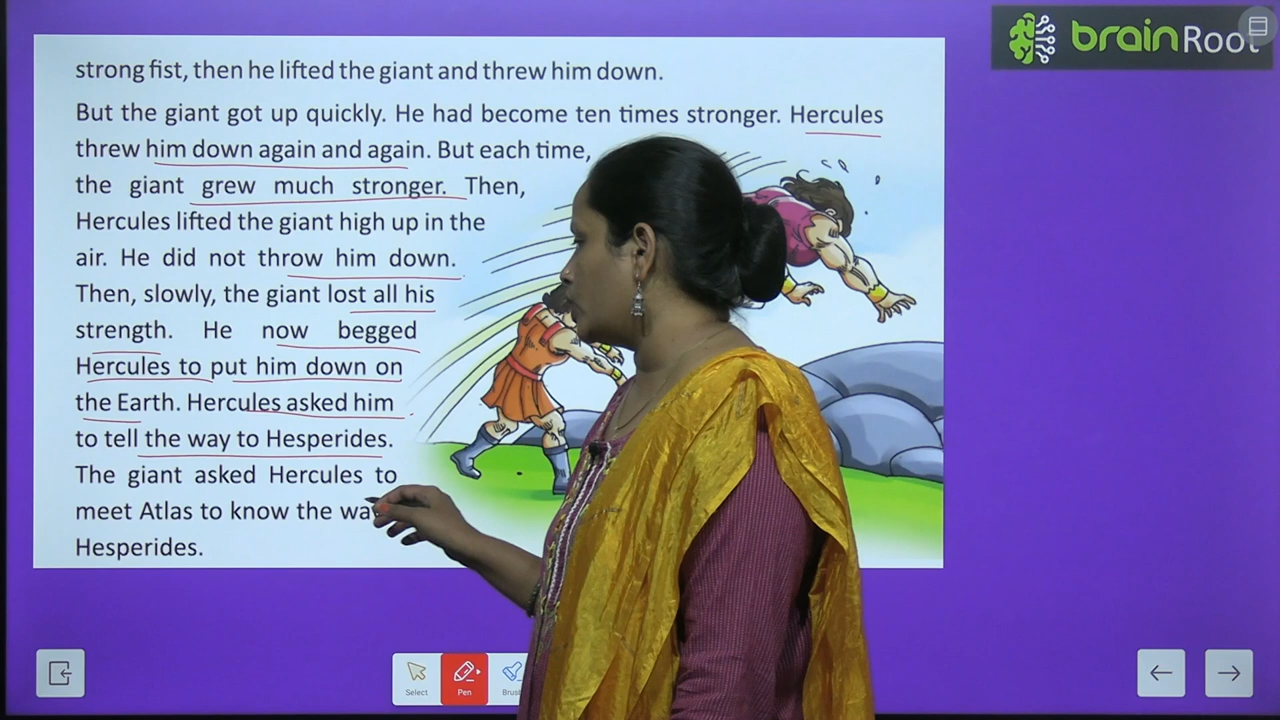 brainRoot
strong fist, then he lifted the giant and threw him down.
But the giant got up quickly. He had become ten times stronger. Hercules
threw him down again and again. But each time,
the giant grew much stronger. Then,
Hercules lifted the giant high up in the
air. He did not throw him down.
Then, slowly, the giant lost all his
strength. He now begged
Hercules to put him down on
the Earth. Hercules asked him
to tell the way to Hesperides.
The giant asked Hercules to
meet Atlas to know the
Hesperides.
Select
Pen